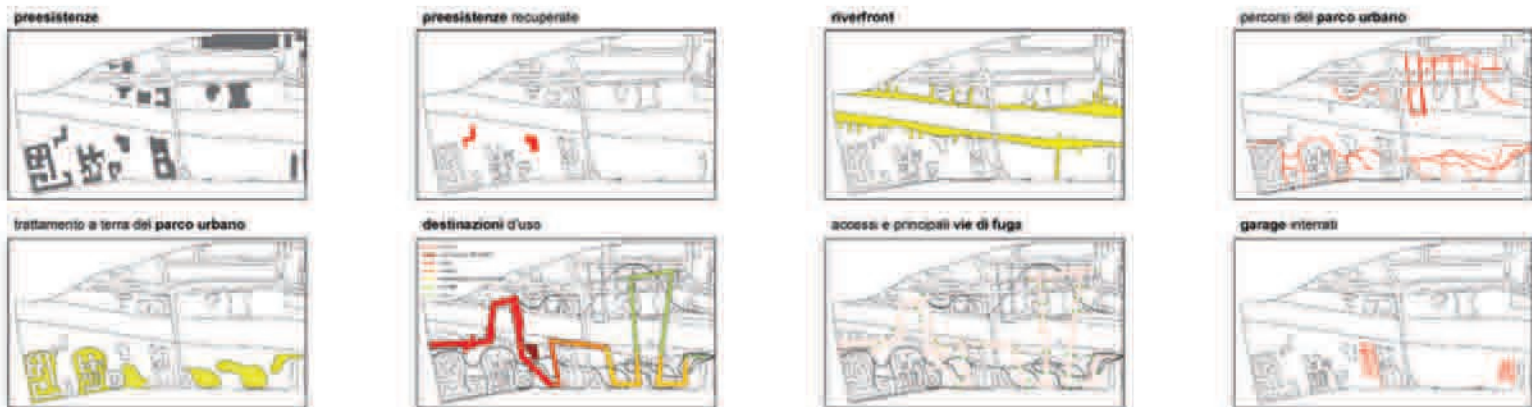 preesistenze
preesistenze recuperate
riverfront
percorsi del parco urbano
trattamento a terra del parco urbano
destinazioni d'uso
accessi e principali vie di fuga
garage interrati